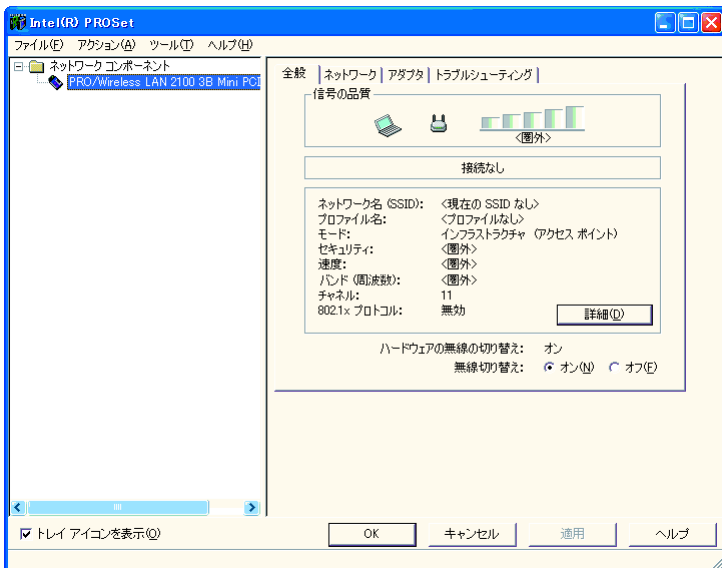 Intel(R) PROSet
ファイル(F) アクション(A) ツール(T) ヘルプ(H)
ネットワーク コンポーネント
PRO/Wireless LAN 2100 3B Mini PCI
全般 ネットワーク アダプタ トラブルシューティング
信号の品質
<圏外>
接続なし
ネットワーク名 (SSID): <現在の SSID なし>
プロファイル名: <プロファイルなし>
モード: インフラストラクチャ (アクセス ポイント)
セキュリティ: <圏外>
速度: <圏外>
バンド (周波数): <圏外>
チャネル: 11
802.1x プロトコル: 無効
詳細(D)
ハードウェアの無線の切り替え: オン
無線切り替え: オン(N) オフ(F)
トレイ アイコンを表示(O)
OK キャンセル 適用 ヘルプ